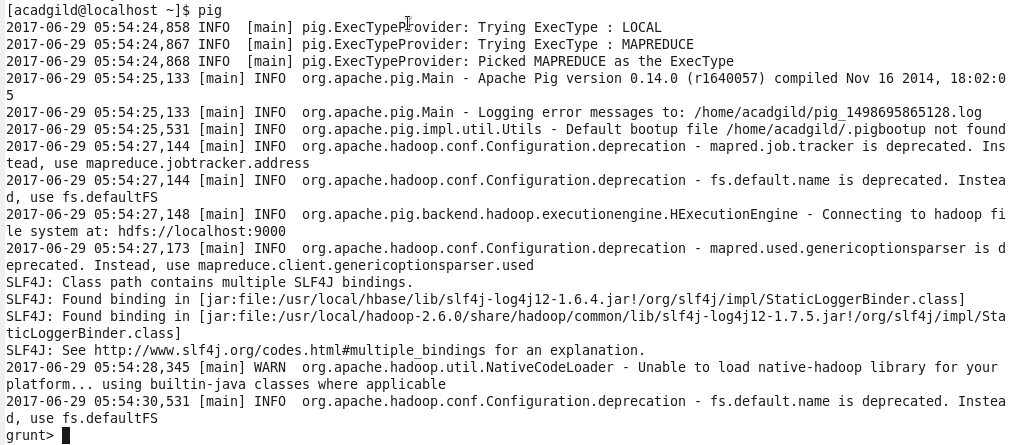 [acadgild@localhost ~]$ pig
2017-06-29 05:54:24,858 INFO  [main] pig.ExecTypeProvider: Trying ExecType : LOCAL
2017-06-29 05:54:24,867 INFO  [main] pig.ExecTypeProvider: Trying ExecType : MAPREDUCE
2017-06-29 05:54:24,868 INFO  [main] pig.ExecTypeProvider: Picked MAPREDUCE as the ExecType
2017-06-29 05:54:25,133 [main] INFO  org.apache.pig.Main - Apache Pig version 0.14.0 (r1640057) compiled Nov 16 2014, 18:02:0
5
2017-06-29 05:54:25,133 [main] INFO  org.apache.pig.Main - Logging error messages to: /home/acadgild/pig_1498695865128.log
2017-06-29 05:54:25,531 [main] INFO  org.apache.pig.impl.util.Utils - Default bootup file /home/acadgild/.pigbootup not found
2017-06-29 05:54:27,144 [main] INFO  org.apache.hadoop.conf.Configuration.deprecation - mapred.job.tracker is deprecated. Ins
tead, use mapreduce.jobtracker.address
2017-06-29 05:54:27,144 [main] INFO  org.apache.hadoop.conf.Configuration.deprecation - fs.default.name is deprecated. Instea
d, use fs.defaultFS
2017-06-29 05:54:27,148 [main] INFO  org.apache.pig.backend.hadoop.executionengine.HExecutionEngine - Connecting to hadoop fi
le system at: hdfs://localhost:9000
2017-06-29 05:54:27,173 [main] INFO  org.apache.hadoop.conf.Configuration.deprecation - mapred.used.genericoptionsparser is d
eprecated. Instead, use mapreduce.client.genericoptionsparser.used
SLF4J: Class path contains multiple SLF4J bindings.
SLF4J: Found binding in [jar:file:/usr/local/hbase/lib/slf4j-log4j12-1.6.4.jar!/org/slf4j/impl/StaticLoggerBinder.class]
SLF4J: Found binding in [jar:file:/usr/local/hadoop-2.6.0/share/hadoop/common/lib/slf4j-log4j12-1.7.5.jar!/org/slf4j/impl/Sta
ticLoggerBinder.class]
SLF4J: See http://www.slf4j.org/codes.html#multiple_bindings for an explanation.
2017-06-29 05:54:28,345 [main] WARN  org.apache.hadoop.util.NativeCodeLoader - Unable to load native-hadoop library for your
platform... using builtin-java classes where applicable
2017-06-29 05:54:30,531 [main] INFO  org.apache.hadoop.conf.Configuration.deprecation - fs.default.name is deprecated. Instea
d, use fs.defaultFS
grunt>